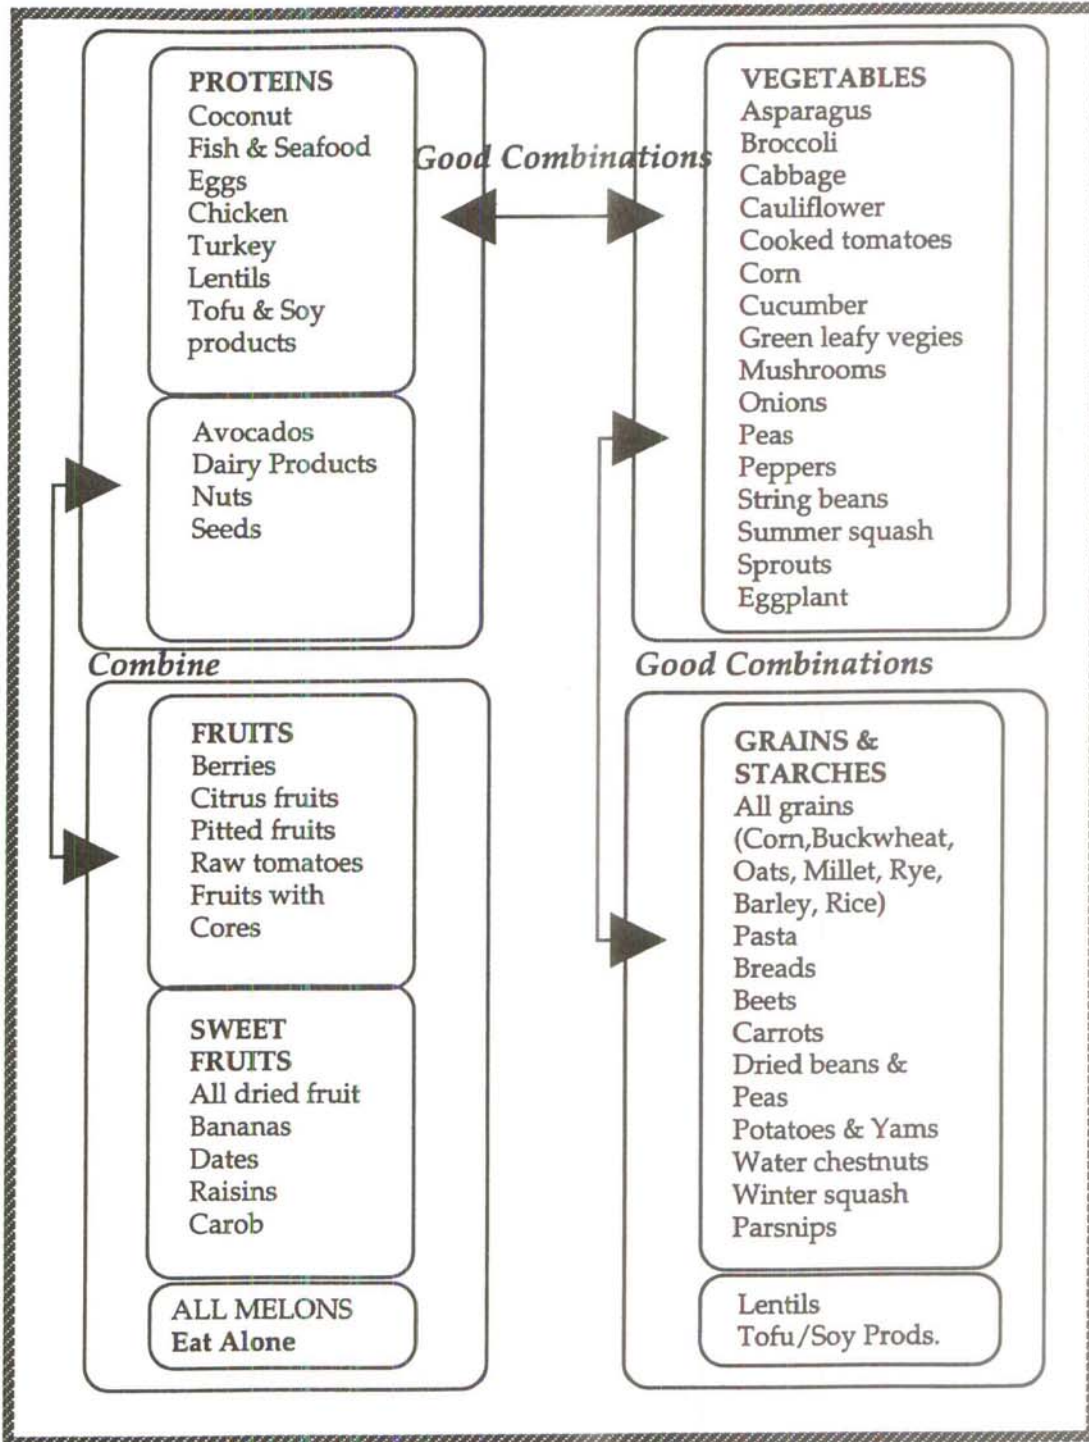 PROTEINS
Coconut
Fish & Seafood
Eggs
Chicken
Turkey
Lentils
Tofu & Soy
products
Avocados
Dairy Products
Nuts
Seeds
Good Combinations
VEGETABLES
Asparagus
Broccoli
Cabbage
Cauliflower
Cooked tomatoes
Corn
Cucumber
Green leafy vegies
Mushrooms
Onions
Peas
Peppers
String beans
Summer squash
Sprouts
Eggplant
Combine
FRUITS
Berries
Citrus fruits
Pitted fruits
Raw tomatoes
Fruits with
Cores
SWEET
FRUITS
All dried fruit
Bananas
Dates
Raisins
Carob
ALL MELONS
Eat Alone
Good Combinations
GRAINS &
STARCHES
All grains
(Corn,Buckwheat,
Oats, Millet, Rye,
Barley, Rice)
Pasta
Breads
Beets
Carrots
Dried beans &
Peas
Potatoes & Yams
Water chestnuts
Winter squash
Parsnips
Lentils
Tofu/Soy Prods.